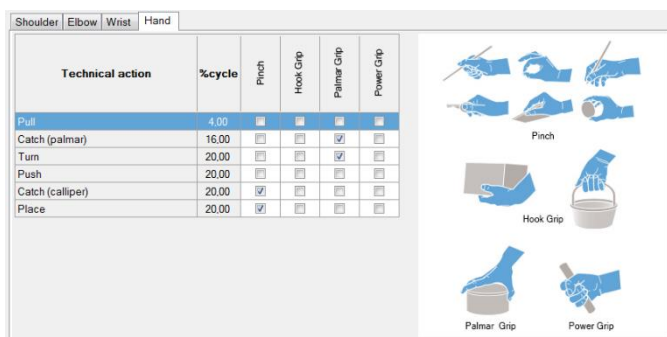 Shoulder Elbow Wrist Hand
Technical action %cycle Pinch Hook Grip Palmar Grip Power Grip
Pull 4,00
Catch (palmar) 16,00
Turn 20,00
Push 20,00
Catch (calliper) 20,00
Place 20,00
Pinch
Hook Grip
Palmar Grip Power Grip